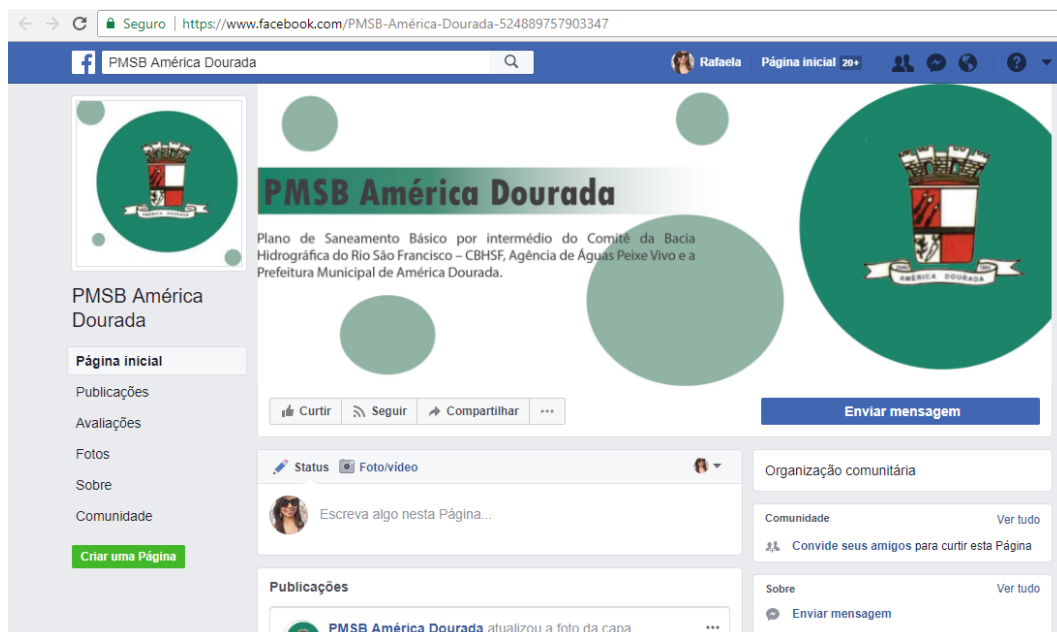 Seguro | https://www.facebook.com/PMSB-América-Dourada-524889757903347
PMSB América Dourada
Rafaela
Página inicial 20+
PMSB América Dourada
Plano de Saneamento Básico por intermédio do Comitê da Bacia
Hidrográfica do Rio São Francisco – CBHSF, Agência de Águas Peixe Vivo e a
Prefeitura Municipal de América Dourada.
AMÉRICA DOURADA
AMÉRICA DOURADA
PMSB América
Dourada
Página inicial
Publicações
Avaliações
Fotos
Sobre
Comunidade
Criar uma Página
Curtir
Seguir
Compartilhar
Enviar mensagem
Status
Foto/vídeo
Escreva algo nesta Página...
Publicações
PMSB América Dourada atualizou a foto da capa
Organização comunitária
Comunidade
Ver tudo
Convide seus amigos para curtir esta Página
Sobre
Ver tudo
Enviar mensagem